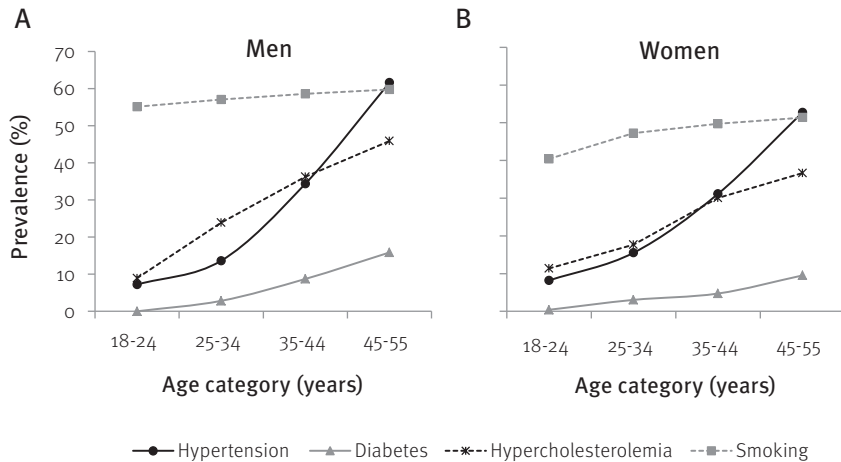 A
B
Men
Women
Prevalence (%)
70
60
50
40
30
20
10
0
18-24 25-34 35-44 45-55
18-24 25-34 35-44 45-55
Age category (years)
Age category (years)
Hypertension Diabetes Hypercholesterolemia Smoking